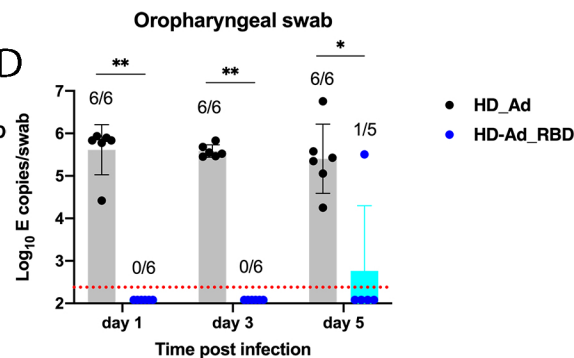 Oropharyngeal swab
D
** ** *
6/6 6/6 6/6
0/6 0/6 1/5
7
6
5
4
3
2
Log10 E copies/swab
day 1 day 3 day 5
Time post infection
HD_Ad
HD-Ad_RBD